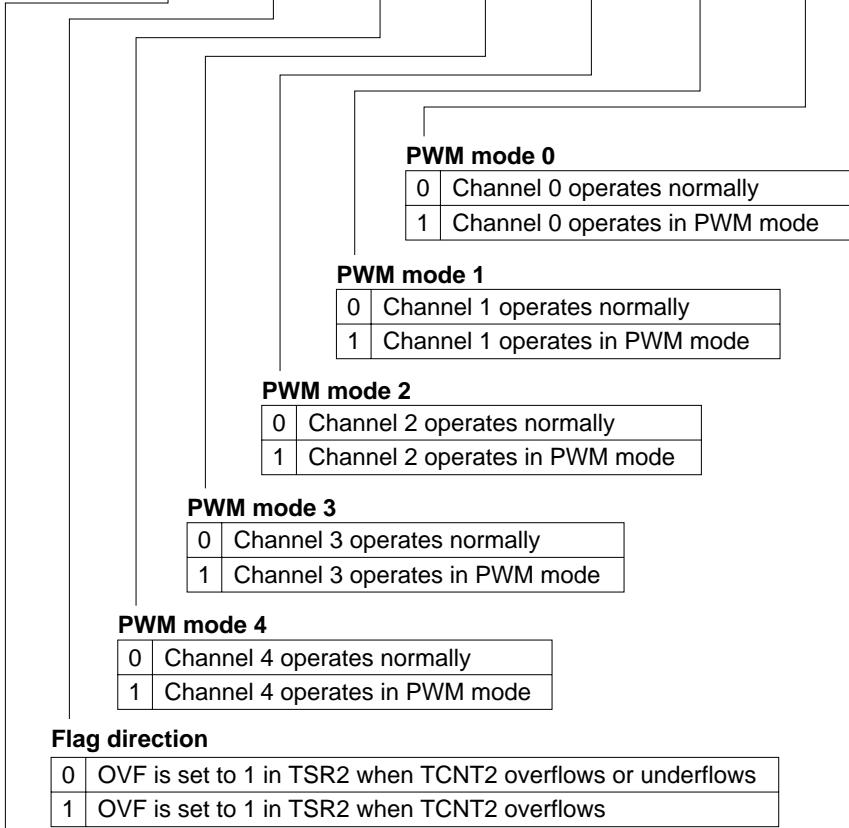 PWM mode 0
0 Channel 0 operates normally
1 Channel 0 operates in PWM mode
PWM mode 1
0 Channel 1 operates normally
1 Channel 1 operates in PWM mode
PWM mode 2
0 Channel 2 operates normally
1 Channel 2 operates in PWM mode
PWM mode 3
0 Channel 3 operates normally
1 Channel 3 operates in PWM mode
PWM mode 4
0 Channel 4 operates normally
1 Channel 4 operates in PWM mode
Flag direction
0 OVF is set to 1 in TSR2 when TCNT2 overflows or underflows
1 OVF is set to 1 in TSR2 when TCNT2 overflows